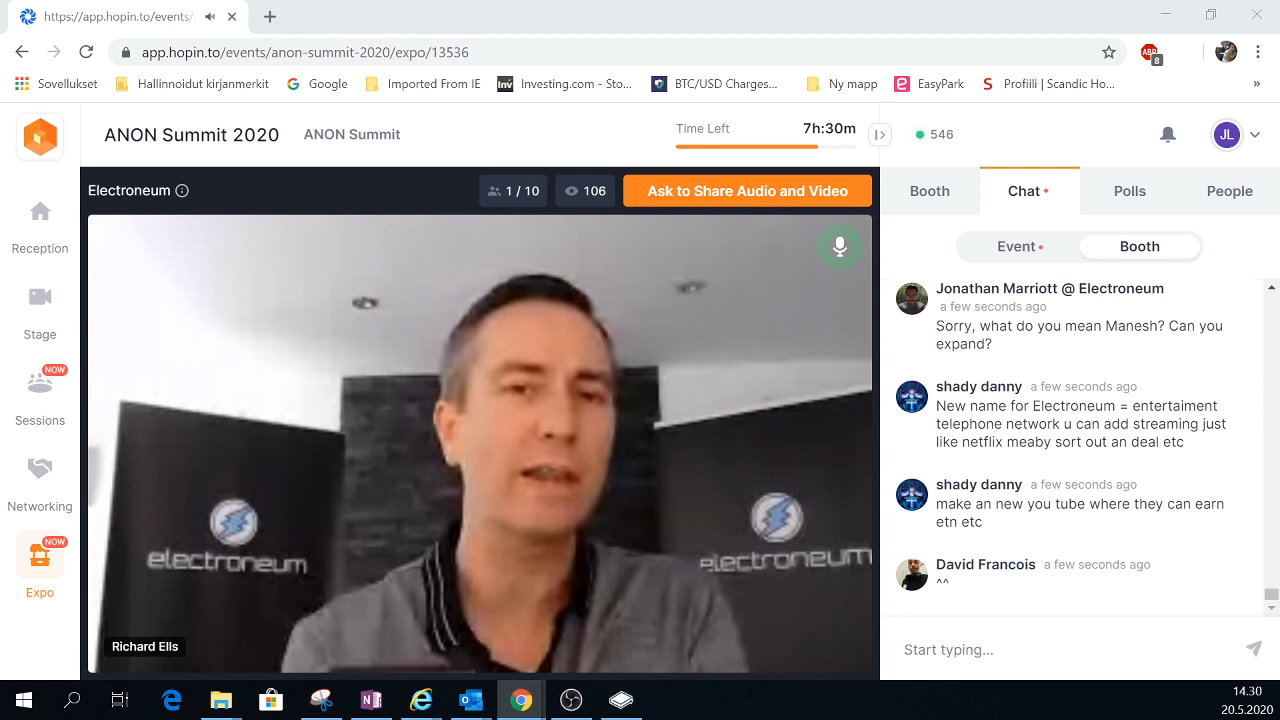 https://app.hopin.to/events/
app.hopin.to/events/anon-summit-2020/expo/13536
ABP
8
Sovellukset
Hallinnoidut kirjanmerkit
Google
Imported From IE
Inv
Investing.com - Sto...
BTC/USD Charges...
Ny mapp
EasyPark
S
Profiili | Scandic Ho...
»
ANON Summit 2020
ANON Summit
Time Left
7h:30m
546
JL
Electroneum
1 / 10
106
Ask to Share Audio and Video
Booth
Chat
Polls
People
Event
Booth
Reception
Stage
NOW
Sessions
Networking
NOW
Expo
electroneum
electroneum
Richard Ells
Jonathan Marriott @ Electroneum
a few seconds ago
Sorry, what do you mean Manesh? Can you
expand?
shady danny a few seconds ago
New name for Electroneum = entertaiment
telephone network u can add streaming just
like netflix meaby sort out an deal etc
shady danny a few seconds ago
make an new you tube where they can earn
etn etc
David Francois a few seconds ago
^^
Start typing...
14.30
20.5.2020